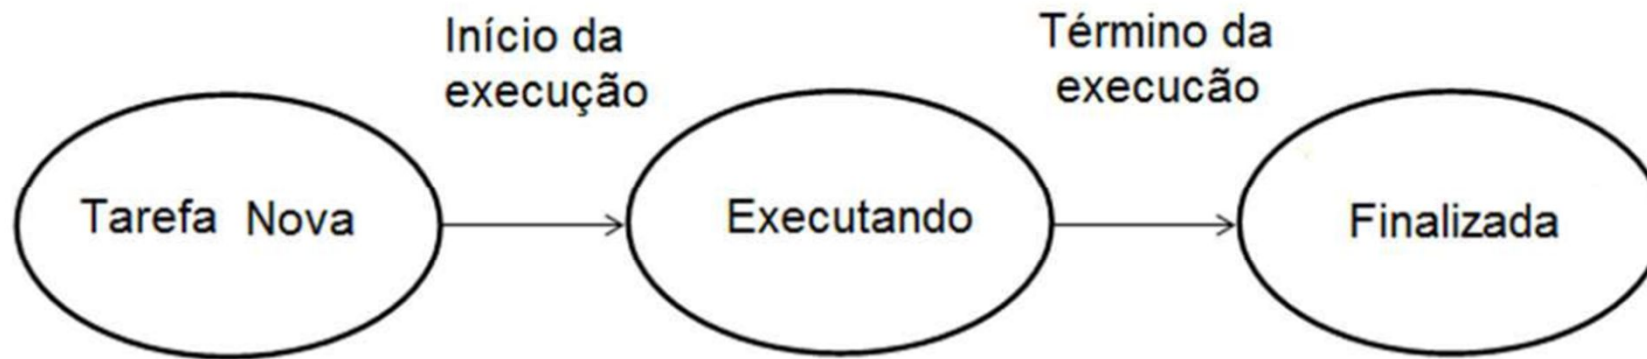 Início da
execução
Término da
execucão
Tarefa Nova
Executando
Finalizada